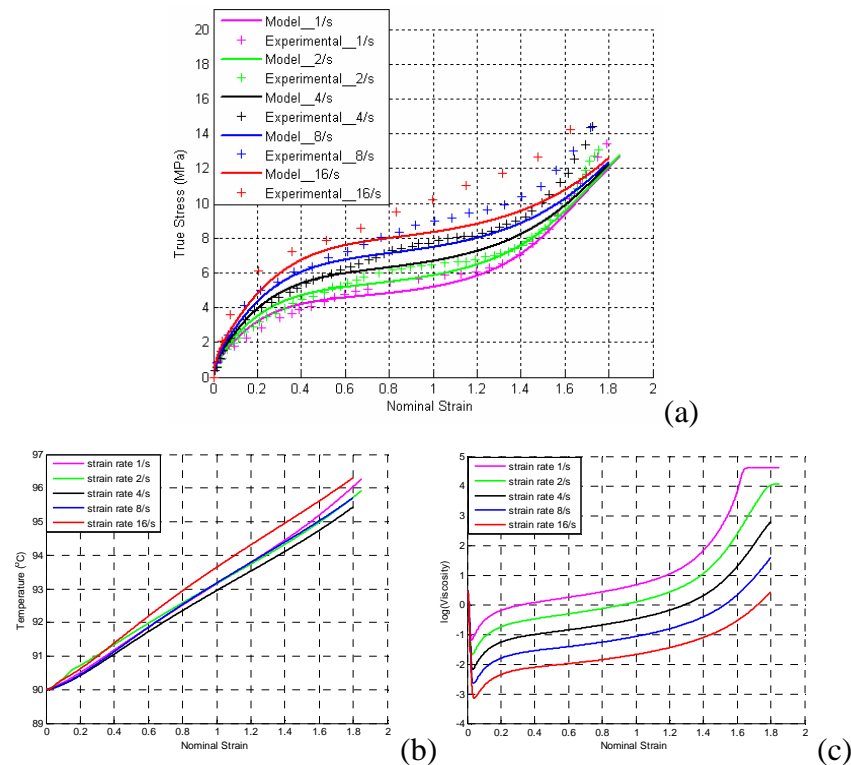 20
18
16
14
12
10
8
6
4
2
0
True Stress (MPa)
Model__1/s
Experimental__1/s
Model__2/s
Experimental__2/s
Model__4/s
Experimental__4/s
Model__8/s
Experimental__8/s
Model__16/s
Experimental__16/s
0 0.2 0.4 0.6 0.8 1 1.2 1.4 1.6 1.8 2
Nominal Strain
(a)
97
96
95
94
93
92
91
90
89
Temperature (°C)
strain rate 1/s
strain rate 2/s
strain rate 4/s
strain rate 8/s
strain rate 16/s
0 0.2 0.4 0.6 0.8 1 1.2 1.4 1.6 1.8 2
Nominal Strain
(b)
5
4
3
2
1
0
-1
-2
-3
-4
log(Viscosity)
strain rate 1/s
strain rate 2/s
strain rate 4/s
strain rate 8/s
strain rate 16/s
0 0.2 0.4 0.6 0.8 1 1.2 1.4 1.6 1.8 2
Nominal Strain
(c)